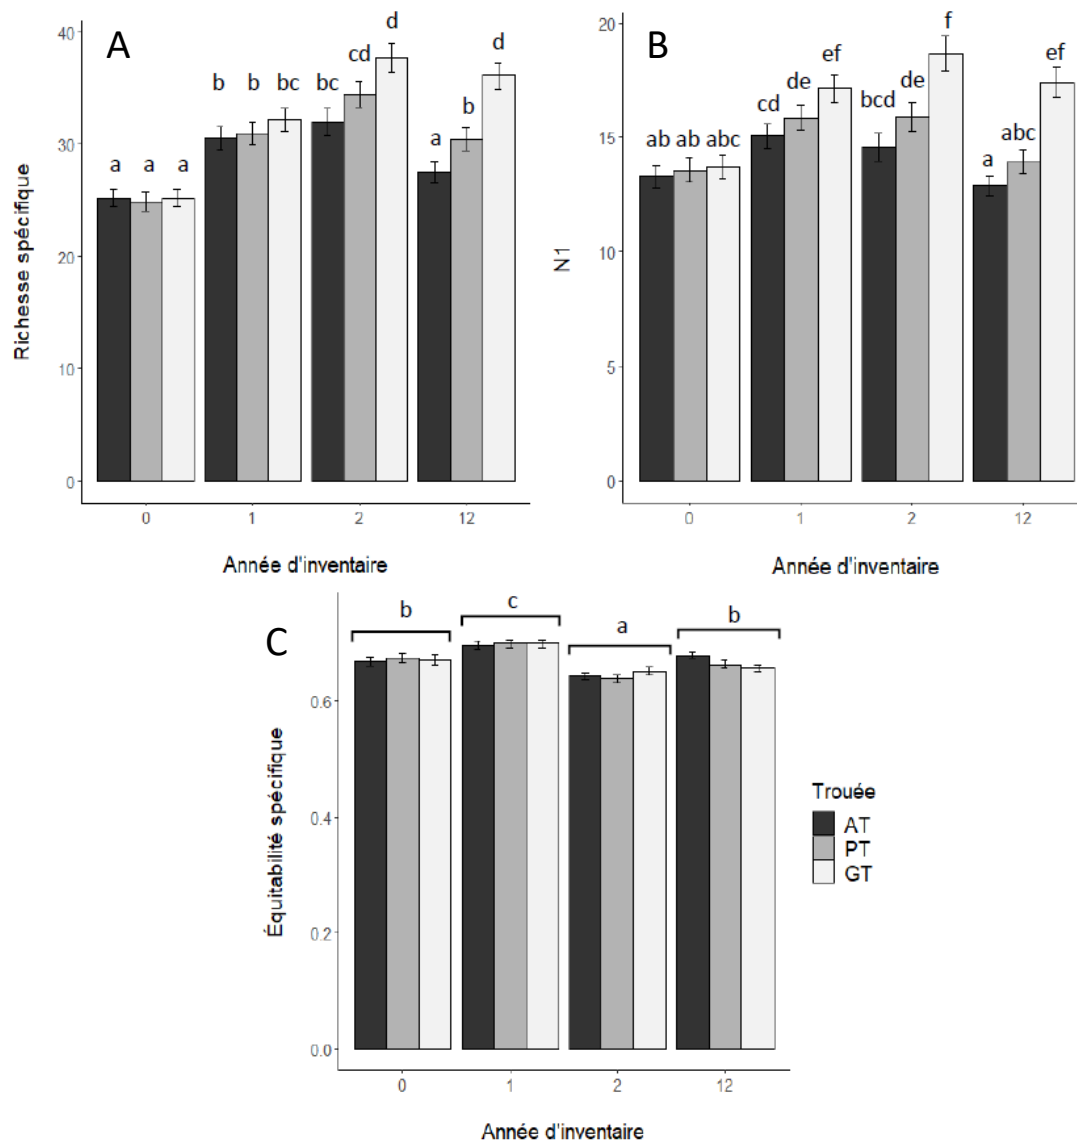 A
Richesse spécifique
40
30
20
10
0
a a a
b b bc
bc cd d
a b d
0 1 2 12
Année d'inventaire
B
N1
20
15
10
5
0
ab ab abc
cd de ef
bcd de f
a abc ef
0 1 2 12
Année d'inventaire
C
Équitabilité spécifique
0.6
0.4
0.2
0.0
b c a b
0 1 2 12
Année d'inventaire
Trouée
AT
PT
GT